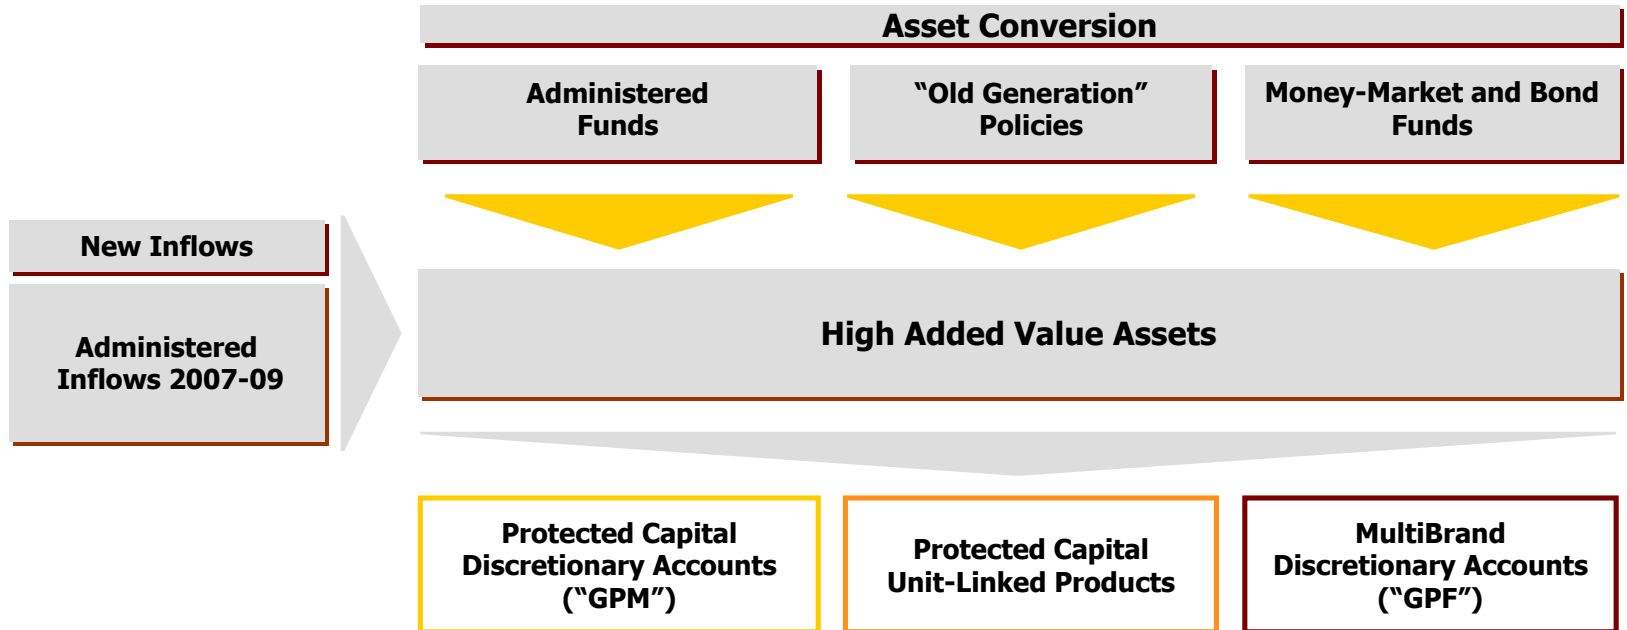 Asset Conversion
Administered
Funds
“Old Generation”
Policies
Money-Market and Bond
Funds
New Inflows
Administered
Inflows 2007-09
High Added Value Assets
Protected Capital
Discretionary Accounts
(“GPM”)
Protected Capital
Unit-Linked Products
MultiBrand
Discretionary Accounts
(“GPF”)